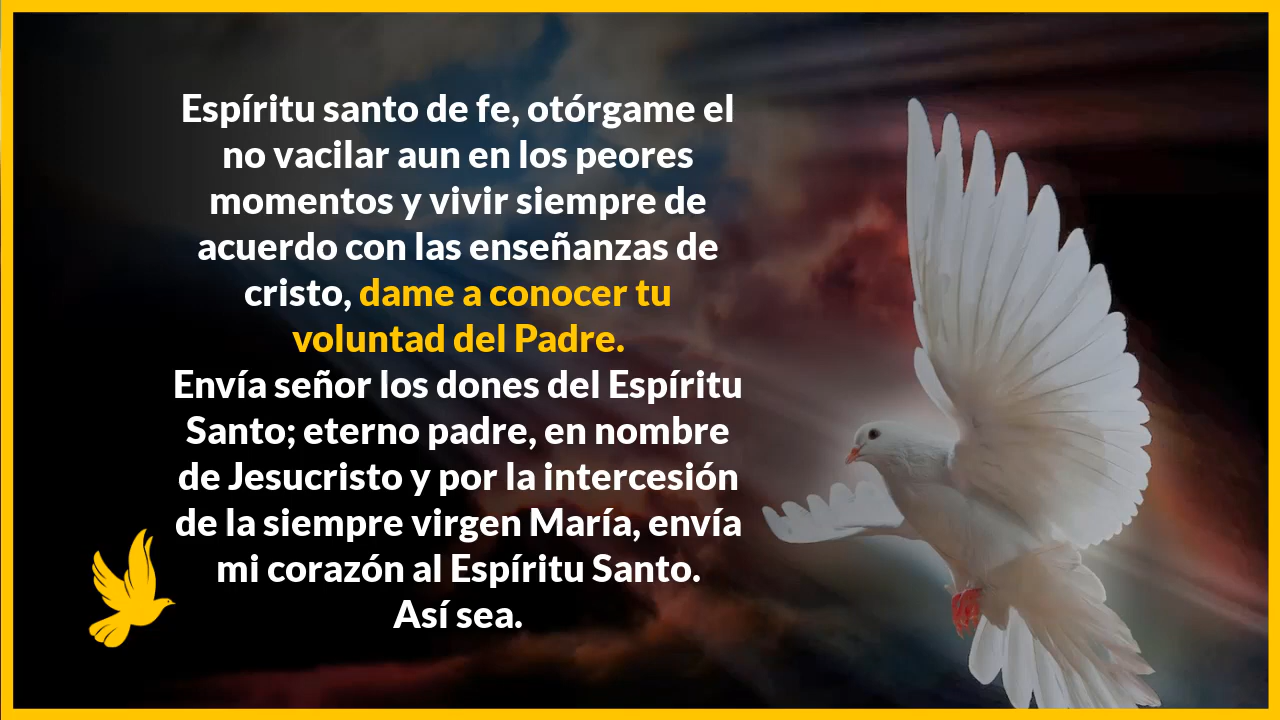 Espíritu santo de fe, otórgame el
no vacilar aun en los peores
momentos y vivir siempre de
acuerdo con las enseñanzas de
cristo, dame a conocer tu
voluntad del Padre.
Envía señor los dones del Espíritu
Santo; eterno padre, en nombre
de Jesucristo y por la intercesión
de la siempre virgen María, envía
mi corazón al Espíritu Santo.
Así sea.